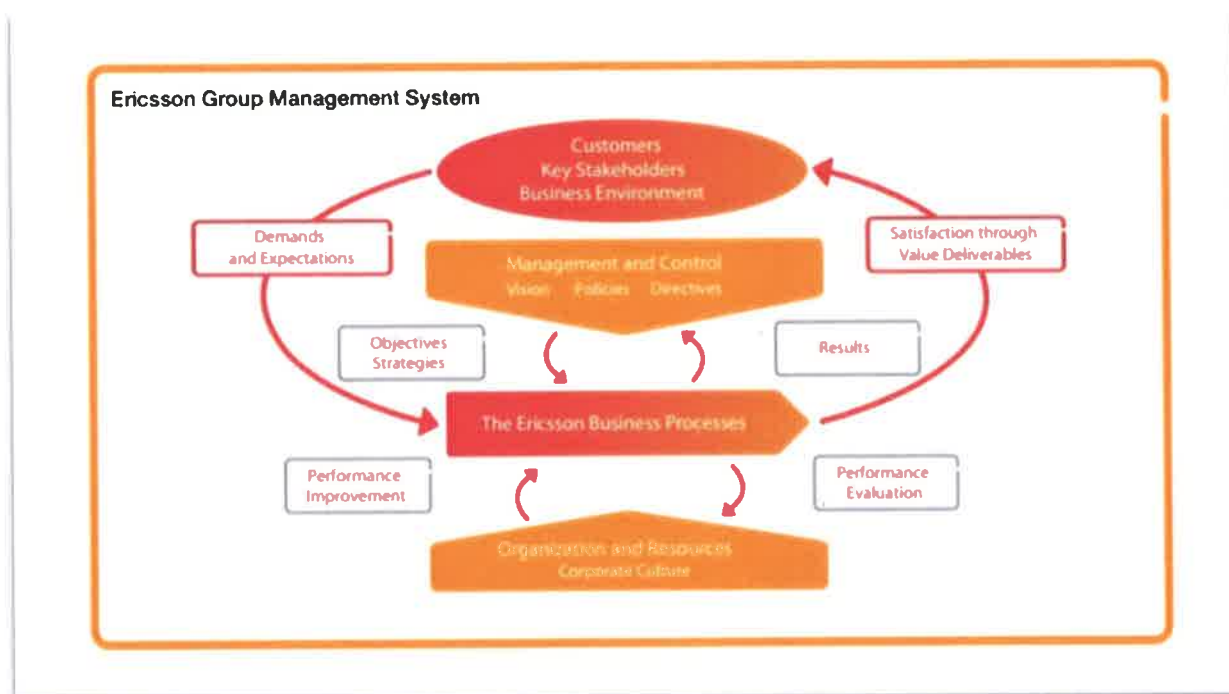 Ericsson Group Management System
Customers
Key Stakeholders
Business Environment
Demands
and Expectations
Satisfaction through
Value Deliverables
Management and Control
Vision Policies Directives
Objectives
Strategies
Results
The Ericsson Business Processes
Performance
Improvement
Performance
Evaluation
Organization and Resources
Corporate Culture